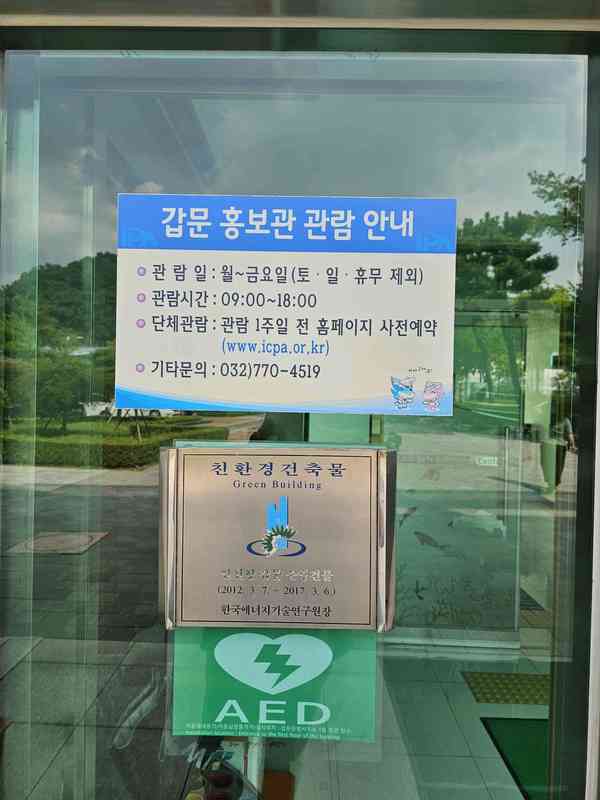 갑문 홍보관 관람 안내
관 람 일 : 월~금요일(토·일·휴무 제외)
관람시간 : 09:00~18:00
단체관람 : 관람 1주일 전 홈페이지 사전예약
(www.icpa.or.kr)
기타문의 : 032)770-4519
친환경건축물
Green Building
(2012. 3. 7. ~ 2017. 3. 6.)
한국에너지기술연구원장
AED